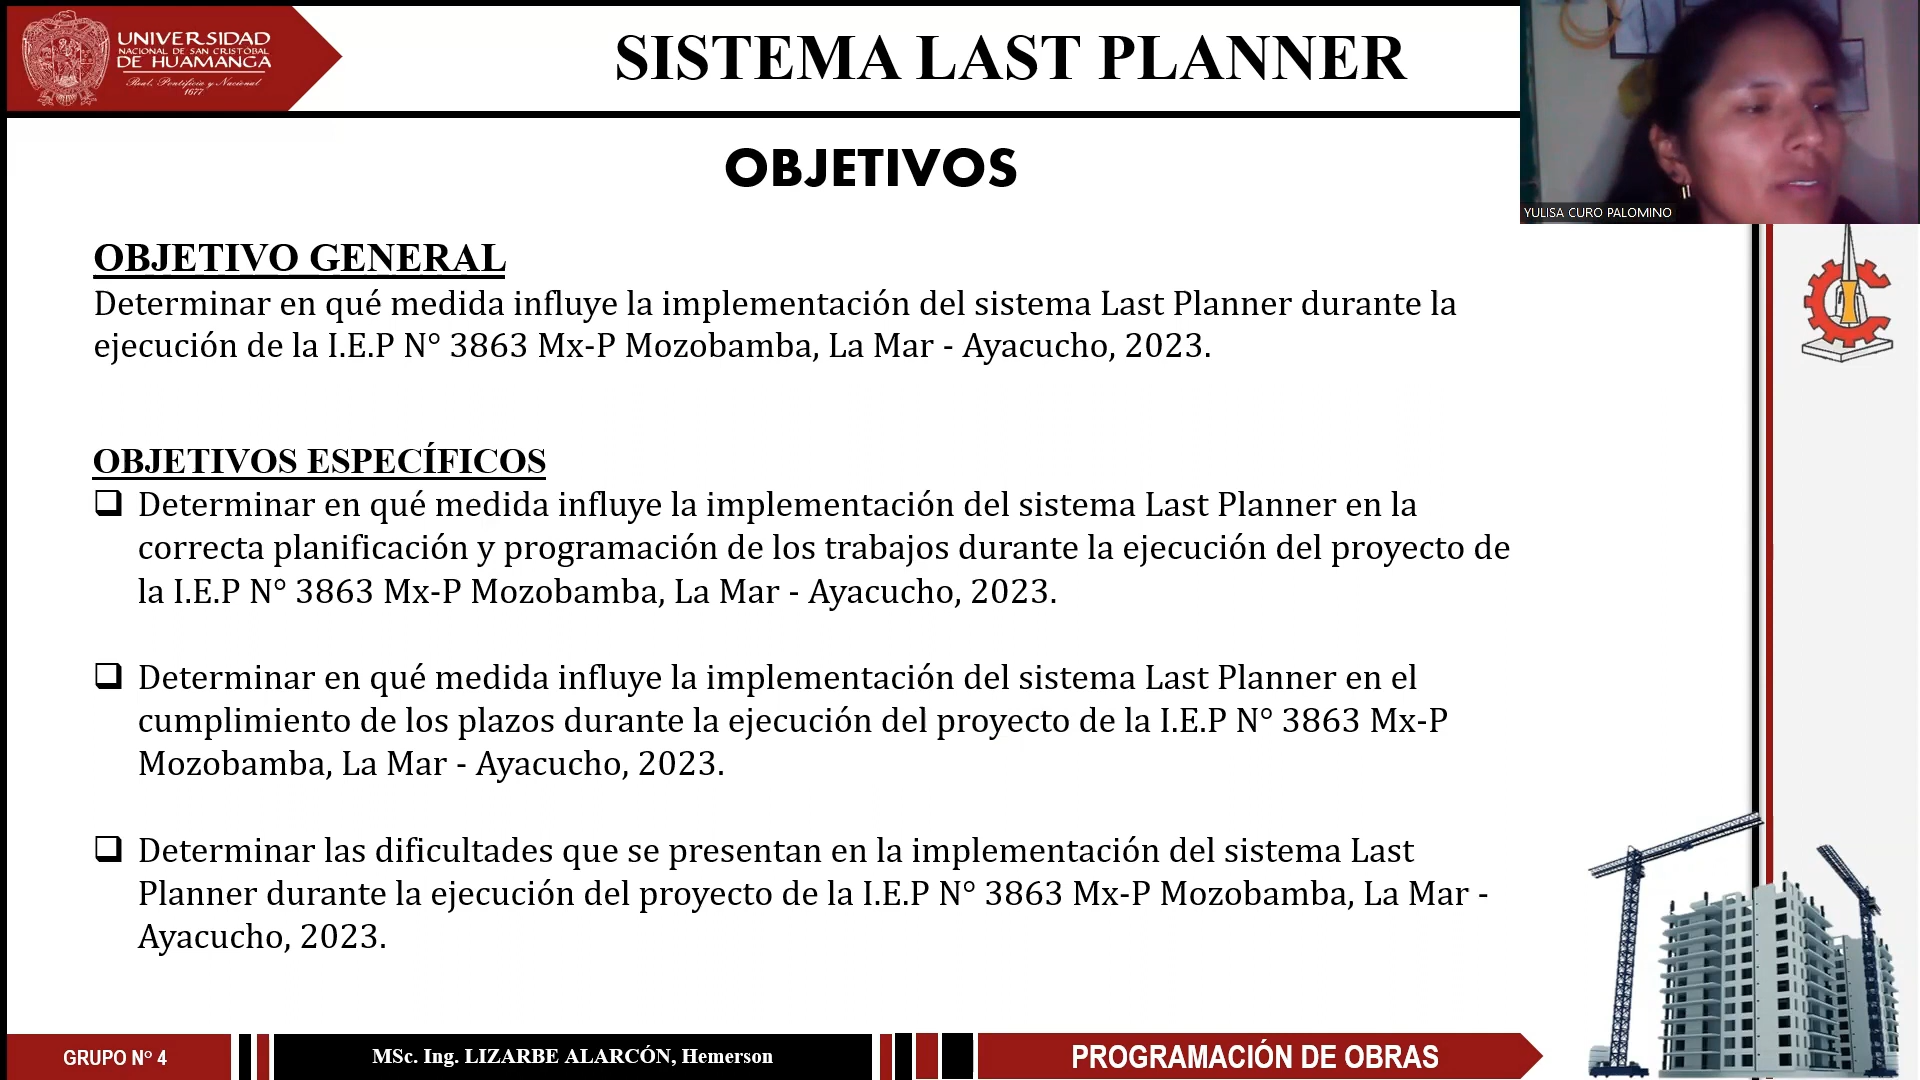 UNIVERSIDAD
NACIONAL DE SAN CRISTÓBAL
DE HUAMANGA
Real, Pontificia y Nacional
1677
SISTEMA LAST PLANNER
YULISA CURO PALOMINO
OBJETIVOS
OBJETIVO GENERAL
Determinar en qué medida influye la implementación del sistema Last Planner durante la
ejecución de la I.E.P N° 3863 Mx-P Mozobamba, La Mar - Ayacucho, 2023.
OBJETIVOS ESPECÍFICOS
❑ Determinar en qué medida influye la implementación del sistema Last Planner en la
correcta planificación y programación de los trabajos durante la ejecución del proyecto de
la I.E.P N° 3863 Mx-P Mozobamba, La Mar - Ayacucho, 2023.
❑ Determinar en qué medida influye la implementación del sistema Last Planner en el
cumplimiento de los plazos durante la ejecución del proyecto de la I.E.P N° 3863 Mx-P
Mozobamba, La Mar - Ayacucho, 2023.
❑ Determinar las dificultades que se presentan en la implementación del sistema Last
Planner durante la ejecución del proyecto de la I.E.P N° 3863 Mx-P Mozobamba, La Mar -
Ayacucho, 2023.
GRUPO N° 4
MSc. Ing. LIZARBE ALARCÓN, Hemerson
PROGRAMACIÓN DE OBRAS